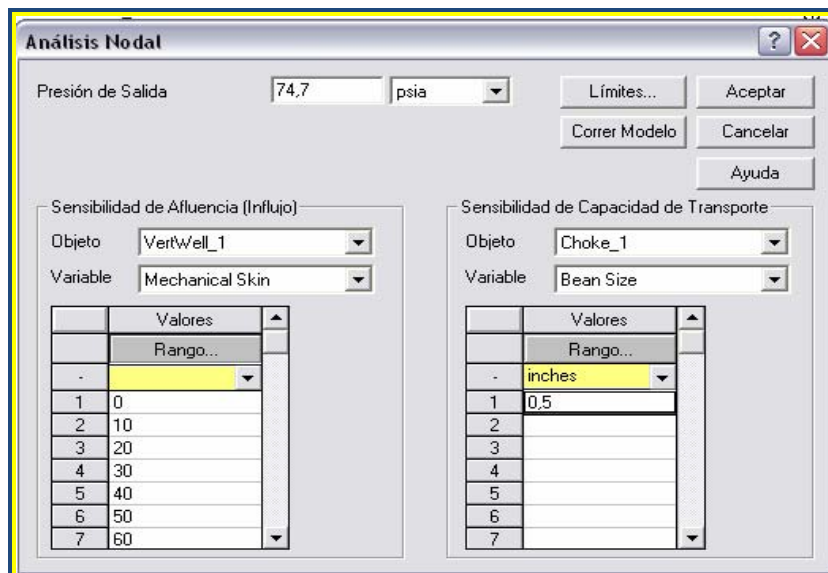 Análisis Nodal
Presión de Salida 74,7 psia Límites... Aceptar
Correr Modelo Cancelar
Ayuda
Sensibilidad de Afluencia (Influjo)
Objeto VertWell_1
Variable Mechanical Skin
Valores
Rango...
-
1 0
2 10
3 20
4 30
5 40
6 50
7 60
Sensibilidad de Capacidad de Transporte
Objeto Choke_1
Variable Bean Size
Valores
Rango...
- inches
1 0,5
2
3
4
5
6
7